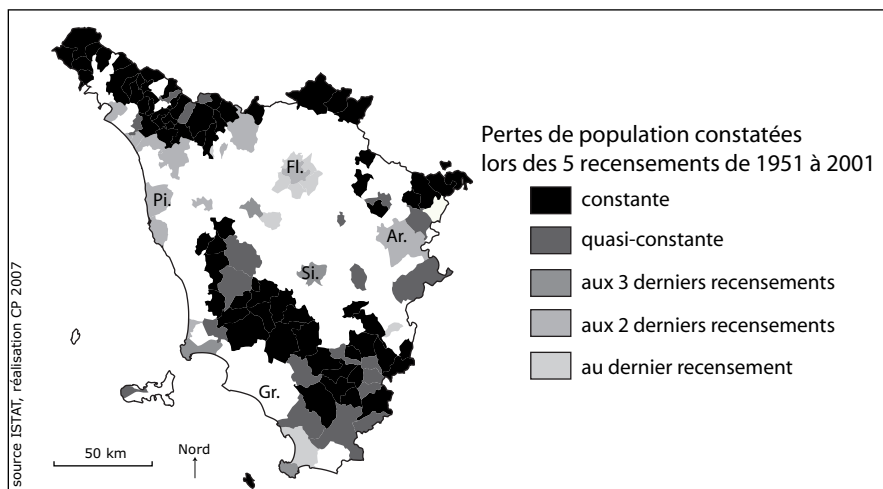 Pertes de population constatées
lors des 5 recensements de 1951 à 2001
constante
quasi-constante
aux 3 derniers recensements
aux 2 derniers recensements
au dernier recensement
Fl.
Pi.
Ar.
Si.
Gr.
50 km
Nord
source ISTAT, réalisation CP 2007